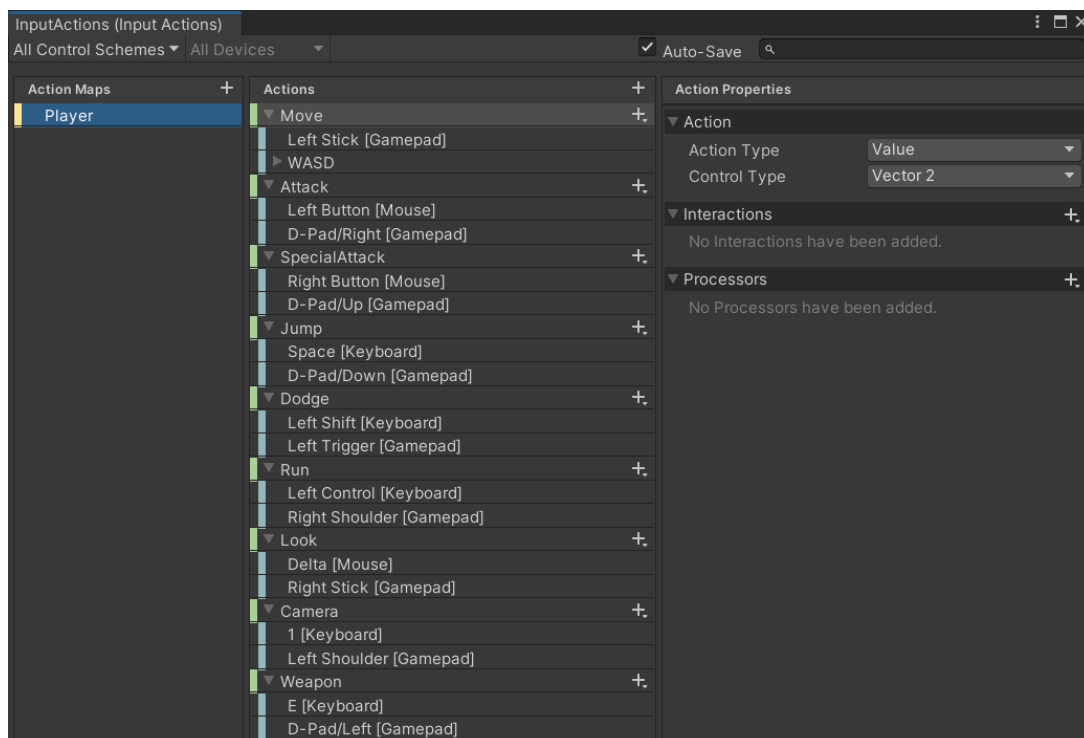 InputActions (Input Actions)
All Control Schemes All Devices Auto-Save
Action Maps
Player
Actions
Move
Left Stick [Gamepad]
WASD
Attack
Left Button [Mouse]
D-Pad/Right [Gamepad]
SpecialAttack
Right Button [Mouse]
D-Pad/Up [Gamepad]
Jump
Space [Keyboard]
D-Pad/Down [Gamepad]
Dodge
Left Shift [Keyboard]
Left Trigger [Gamepad]
Run
Left Control [Keyboard]
Right Shoulder [Gamepad]
Look
Delta [Mouse]
Right Stick [Gamepad]
Camera
1 [Keyboard]
Left Shoulder [Gamepad]
Weapon
E [Keyboard]
D-Pad/Left [Gamepad]
Action Properties
Action
Action Type Value
Control Type Vector 2
Interactions
No Interactions have been added.
Processors
No Processors have been added.